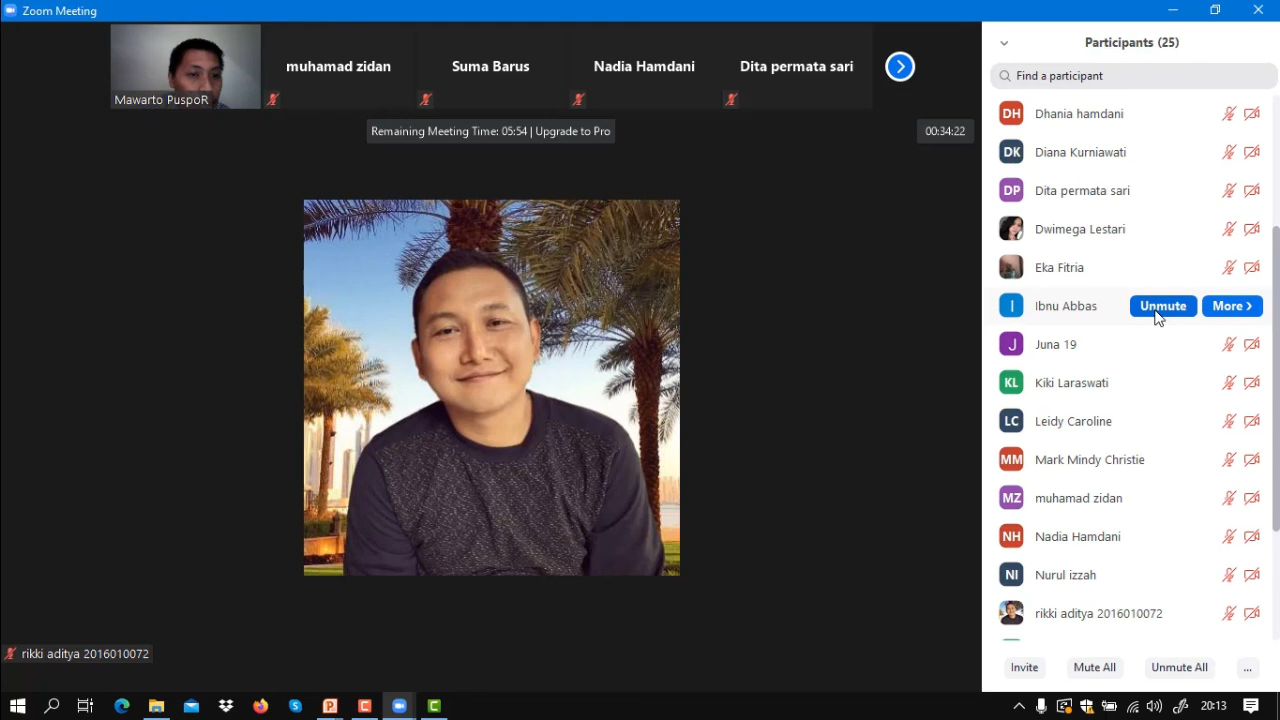 Zoom Meeting
Mawarto PuspoR
muhamad zidan
Suma Barus
Nadia Hamdani
Dita permata sari
Remaining Meeting Time: 05:54 | Upgrade to Pro
00:34:22
rikki aditya 2016010072
Participants (25)
Find a participant
DH Dhania hamdani
DK Diana Kurniawati
DP Dita permata sari
Dwimega Lestari
Eka Fitria
I Ibnu Abbas Unmute More
J Juna 19
KL Kiki Laraswati
LC Leidy Caroline
MM Mark Mindy Christie
MZ muhamad zidan
NH Nadia Hamdani
NI Nurul izzah
rikki aditya 2016010072
Invite Mute All Unmute All ...
20:13